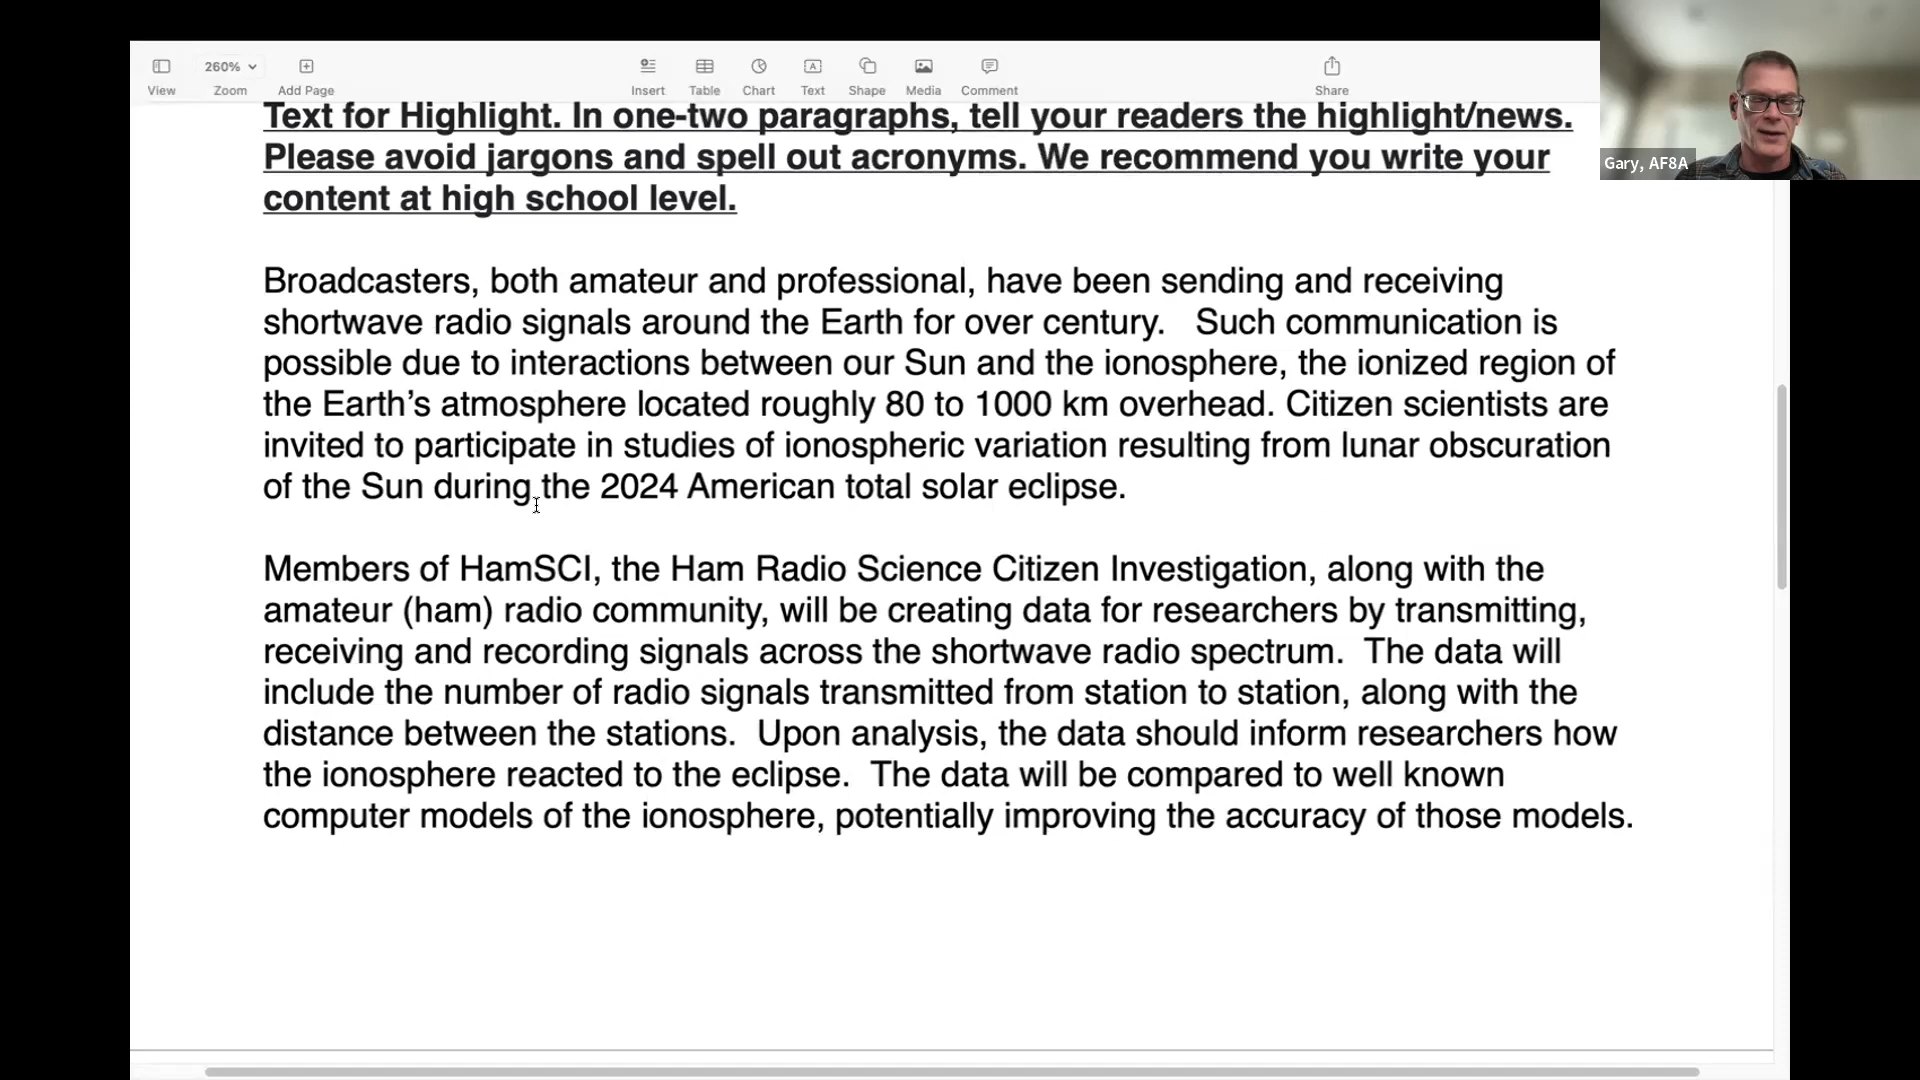 260%
View
Zoom
Add Page
Insert
Table
Chart
Text
Shape
Media
Comment
Share
Gary, AF8A
Text for Highlight. In one-two paragraphs, tell your readers the highlight/news.
Please avoid jargons and spell out acronyms. We recommend you write your
content at high school level.
Broadcasters, both amateur and professional, have been sending and receiving
shortwave radio signals around the Earth for over century.   Such communication is
possible due to interactions between our Sun and the ionosphere, the ionized region of
the Earth’s atmosphere located roughly 80 to 1000 km overhead. Citizen scientists are
invited to participate in studies of ionospheric variation resulting from lunar obscuration
of the Sun during the 2024 American total solar eclipse.
Members of HamSCI, the Ham Radio Science Citizen Investigation, along with the
amateur (ham) radio community, will be creating data for researchers by transmitting,
receiving and recording signals across the shortwave radio spectrum.  The data will
include the number of radio signals transmitted from station to station, along with the
distance between the stations.  Upon analysis, the data should inform researchers how
the ionosphere reacted to the eclipse.  The data will be compared to well known
computer models of the ionosphere, potentially improving the accuracy of those models.